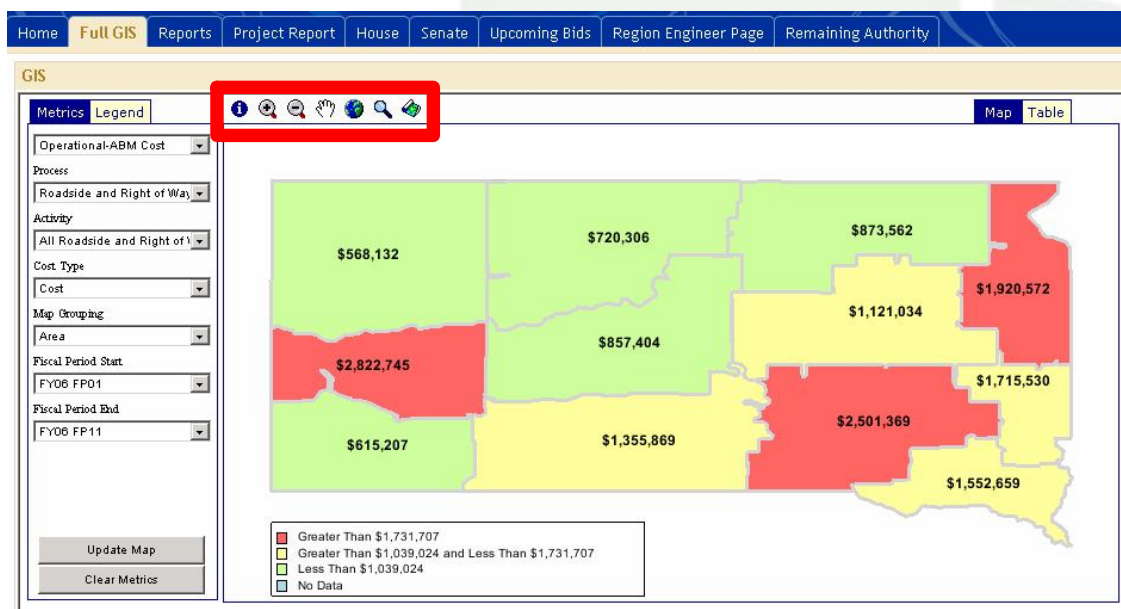 Home Full GIS Reports Project Report House Senate Upcoming Bids Region Engineer Page Remaining Authority
GIS
Metrics Legend
Map Table
Operational-ABM Cost
Process
Roadside and Right of Way
Activity
All Roadside and Right of
Cost Type
Cost
Map Grouping
Area
Fiscal Period Start
FY06 FP01
Fiscal Period End
FY06 FP11
Update Map
Clear Metrics
$568,132
$720,306
$873,562
$1,920,572
$1,121,034
$857,404
$2,822,745
$1,715,530
$2,501,369
$1,355,869
$615,207
$1,552,659
Greater Than $1,731,707
Greater Than $1,039,024 and Less Than $1,731,707
Less Than $1,039,024
No Data